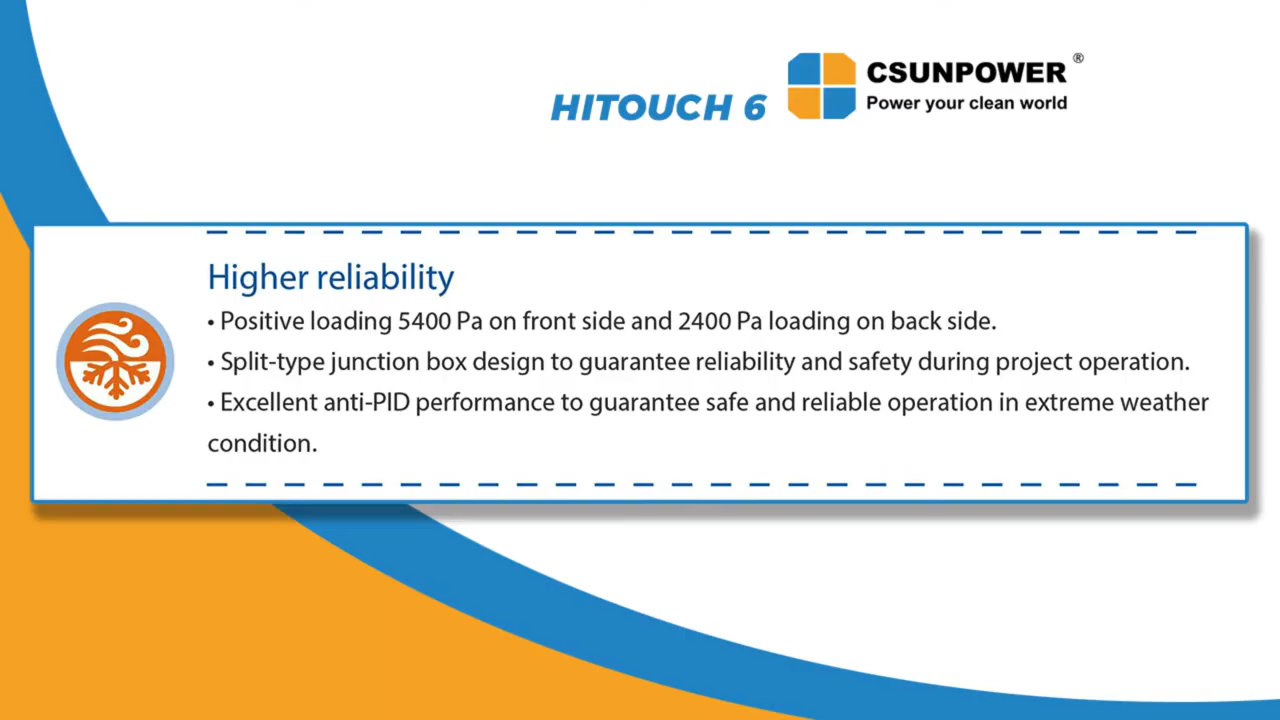 HITOUCH 6
CSUNPOWER®
Power your clean world
Higher reliability
• Positive loading 5400 Pa on front side and 2400 Pa loading on back side.
• Split-type junction box design to guarantee reliability and safety during project operation.
• Excellent anti-PID performance to guarantee safe and reliable operation in extreme weather
condition.